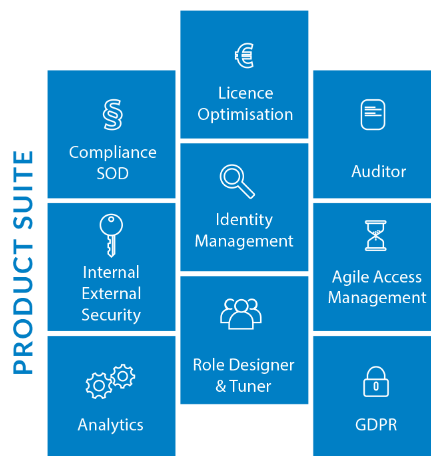 PRODUCT SUITE
§
Compliance
SOD
€
Licence
Optimisation
Auditor
Internal
External
Security
Identity
Management
Agile Access
Management
Analytics
Role Designer
& Tuner
GDPR